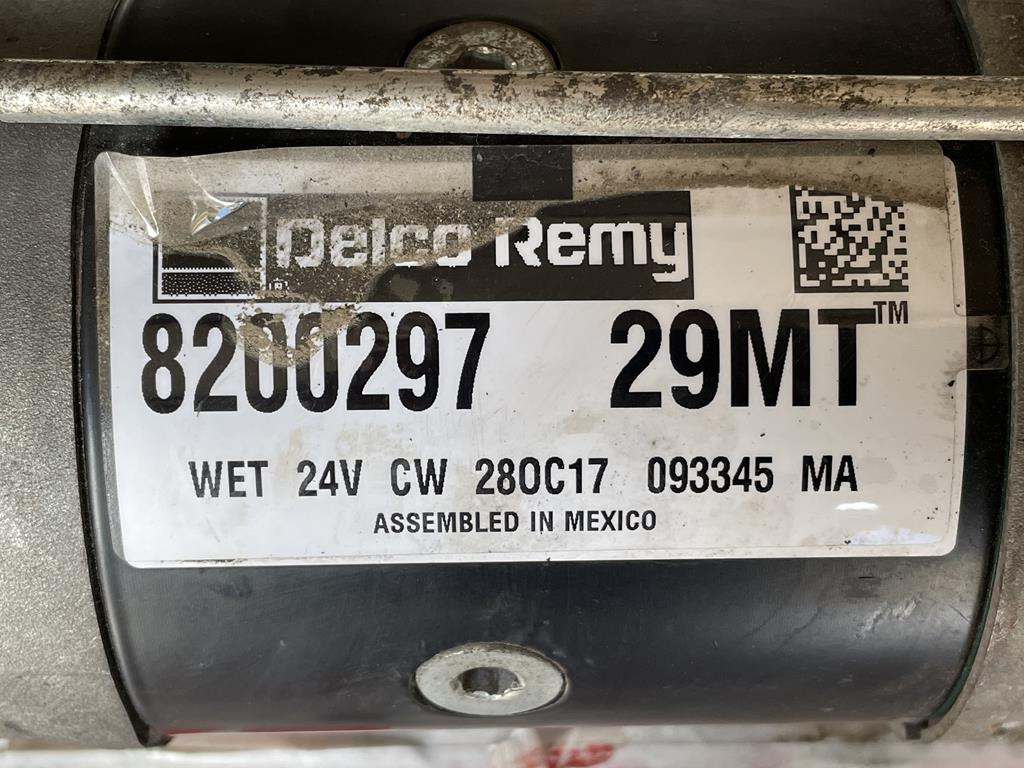 Delco Remy
8200297 29MT™
WET 24V CW 28OC17 093345 MA
ASSEMBLED IN MEXICO